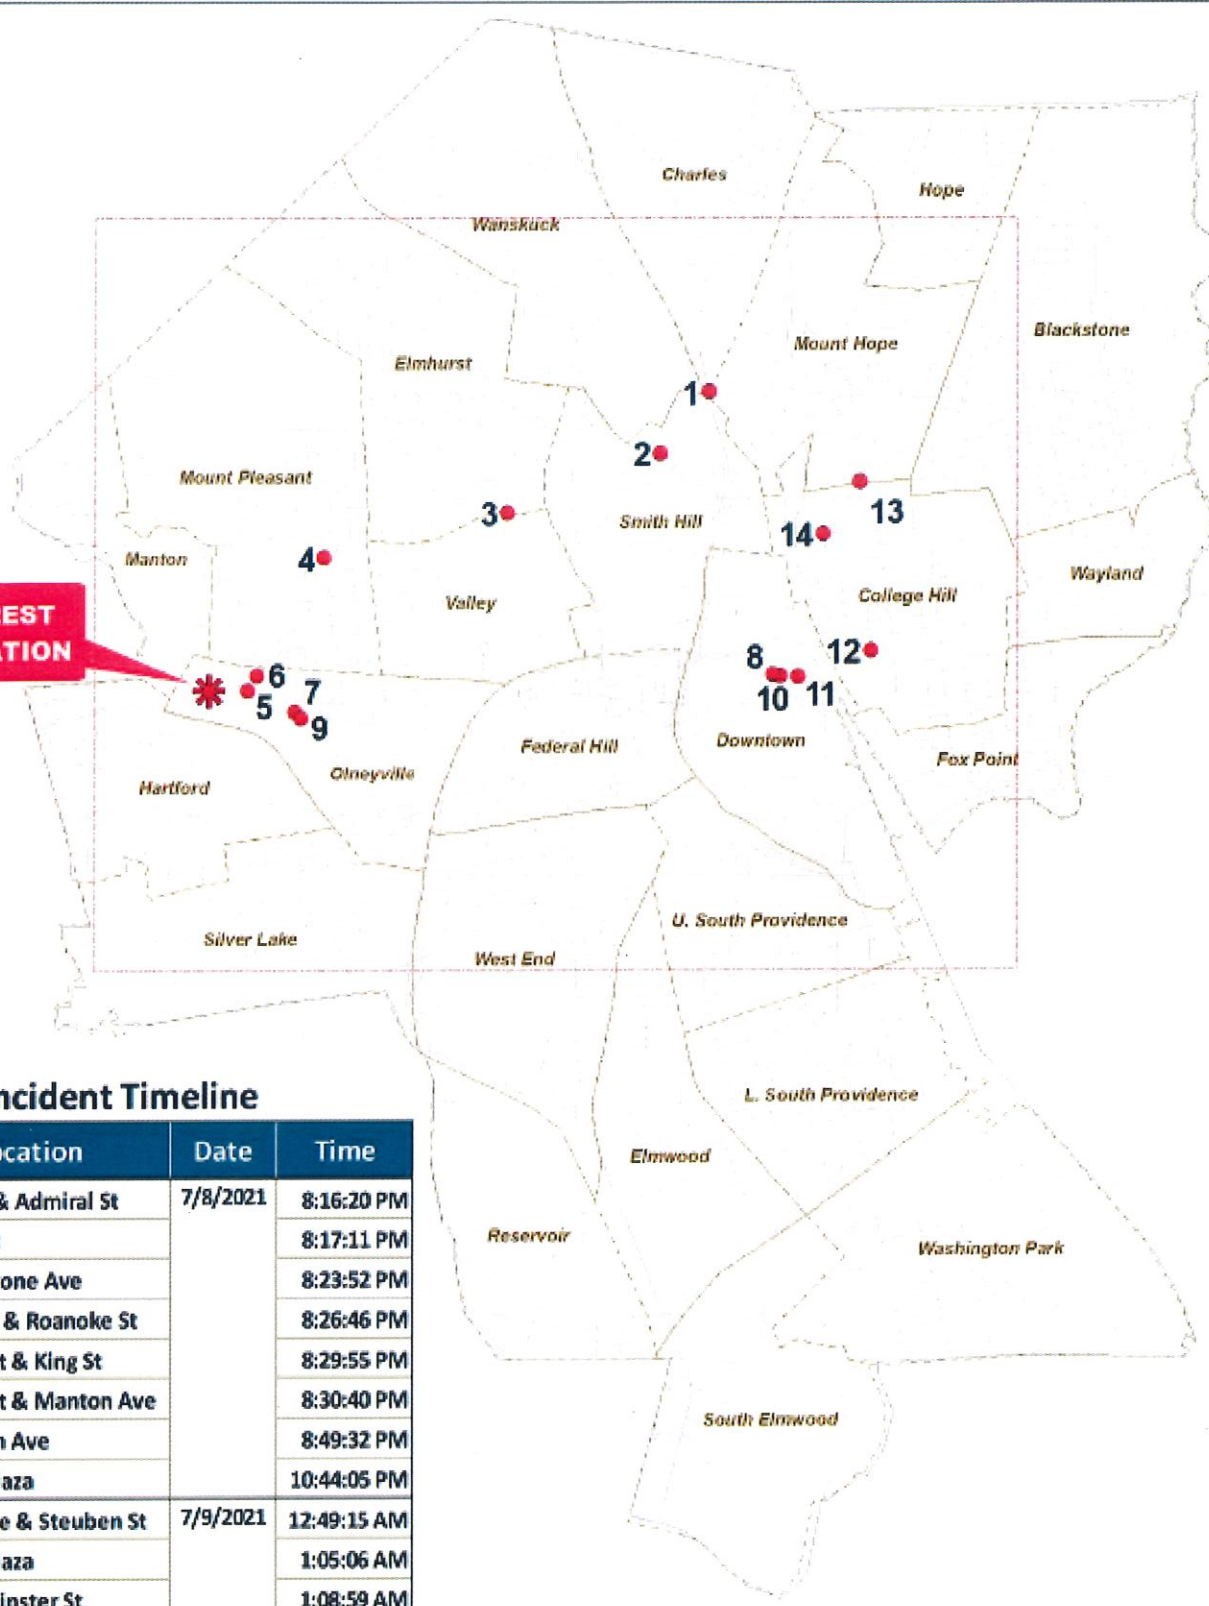 Charles
Hope
Wanskuck
Blackstone
Mount Hope
Elmhurst
1
2
Mount Pleasant
13
3
Smith Hill
14
4
Manton
Wayland
College Hill
Valley
EST
ATION
12
8
6
7
5
10
11
9
Downtown
Federal Hill
Fox Point
Olneyville
Hartford
U. South Providence
Silver Lake
West End
L. South Providence
Elmwood
Reservoir
Washington Park
South Elmwood
ncident Timeline
ocation Date Time
& Admiral St 7/8/2021 8:16:20 PM
8:17:11 PM
one Ave 8:23:52 PM
& Roanoke St 8:26:46 PM
t & King St 8:29:55 PM
t & Manton Ave 8:30:40 PM
n Ave 8:49:32 PM
aza 10:44:05 PM
e & Steuben St 7/9/2021 12:49:15 AM
aza 1:05:06 AM
inster St 1:08:59 AM